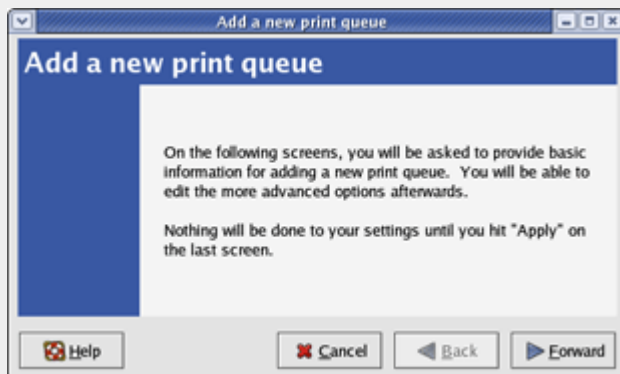 Add a new print queue
Add a new print queue
On the following screens, you will be asked to provide basic
information for adding a new print queue.  You will be able to
edit the more advanced options afterwards.
Nothing will be done to your settings until you hit "Apply" on
the last screen.
Help
Cancel
Back
Forward